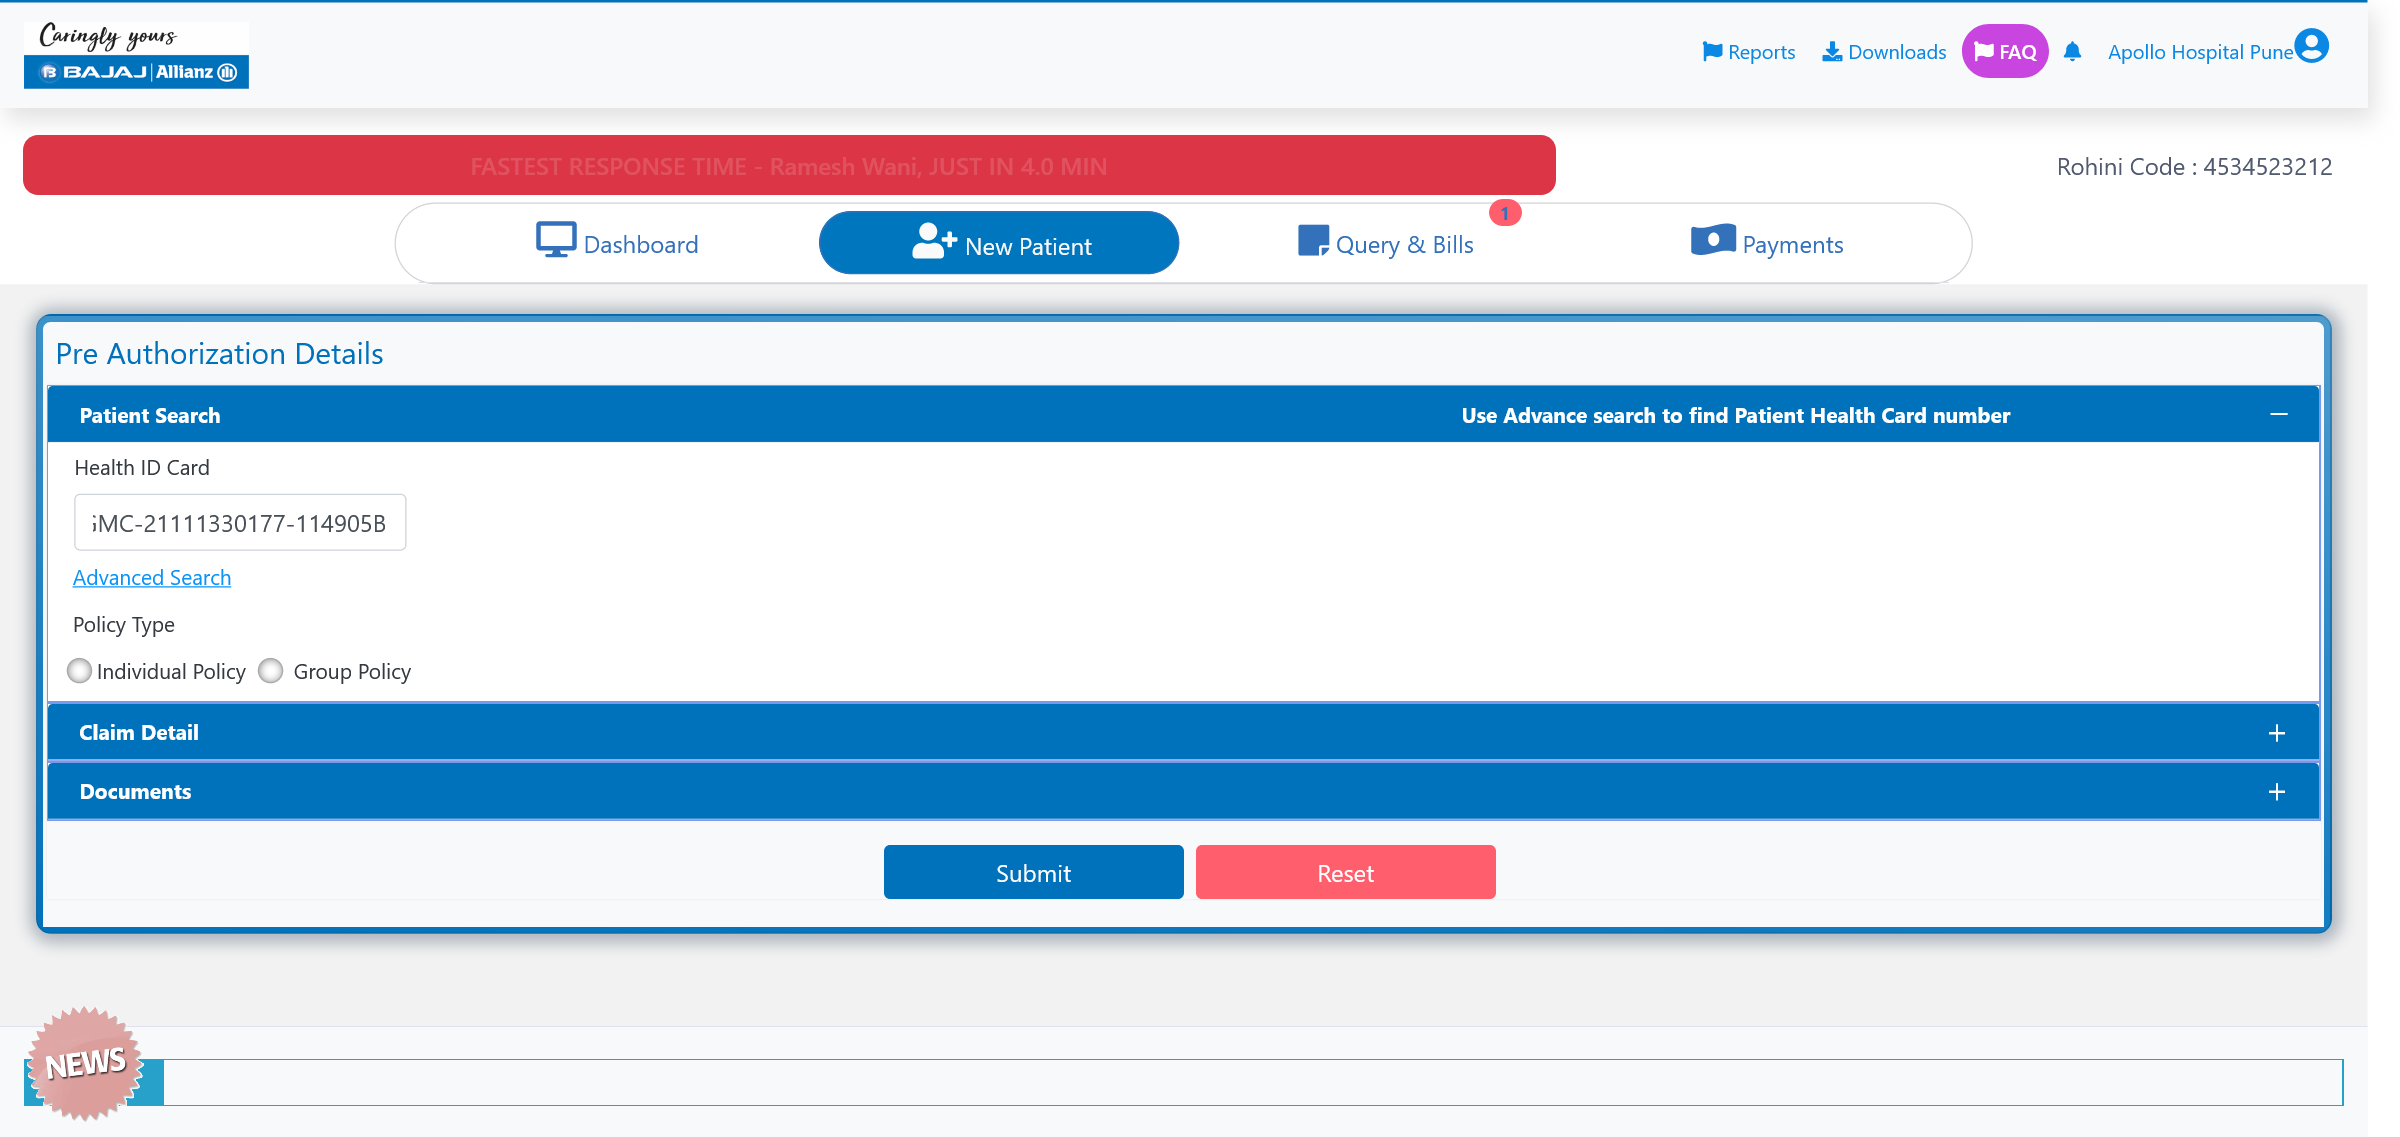 Caringly yours
BAJAJ | Allianz
Reports
Downloads
FAQ
Apollo Hospital Pune
FASTEST RESPONSE TIME - Ramesh Wani, JUST IN 4.0 MIN
Rohini Code : 4534523212
Dashboard
New Patient
Query & Bills
1
Payments
Pre Authorization Details
Patient Search
Use Advance search to find Patient Health Card number
Health ID Card
GMC-21111330177-114905B
Advanced Search
Policy Type
Individual Policy
Group Policy
Claim Detail
Documents
Submit
Reset
NEWS